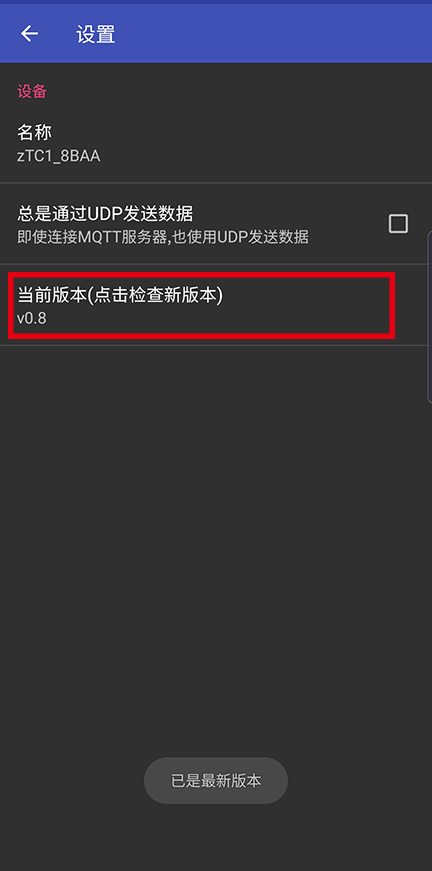 设置
设备
名称
zTC1_8BAA
总是通过UDP发送数据
即使连接MQTT服务器,也使用UDP发送数据
当前版本(点击检查新版本)
v0.8
已是最新版本